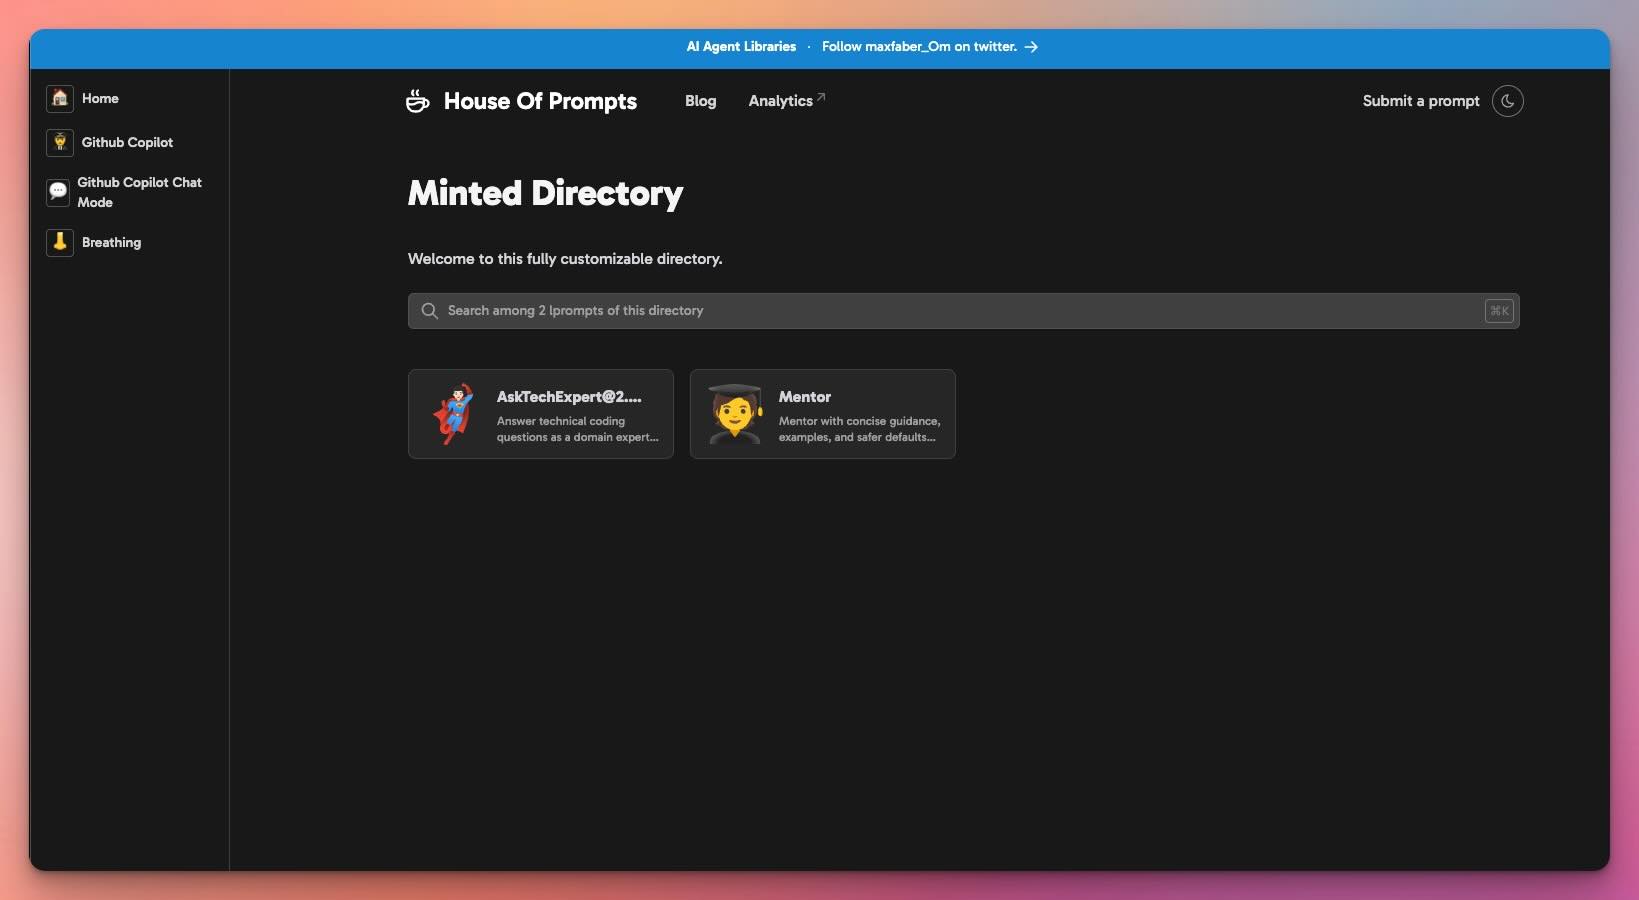 AI Agent Libraries · Follow maxfaber_Om on twitter. →
Home
Github Copilot
Github Copilot Chat
Mode
Breathing
House Of Prompts
Blog
Analytics↗
Submit a prompt
Minted Directory
Welcome to this fully customizable directory.
Search among 2 lprompts of this directory
⌘K
AskTechExpert@2....
Answer technical coding
questions as a domain expert...
Mentor
Mentor with concise guidance,
examples, and safer defaults...